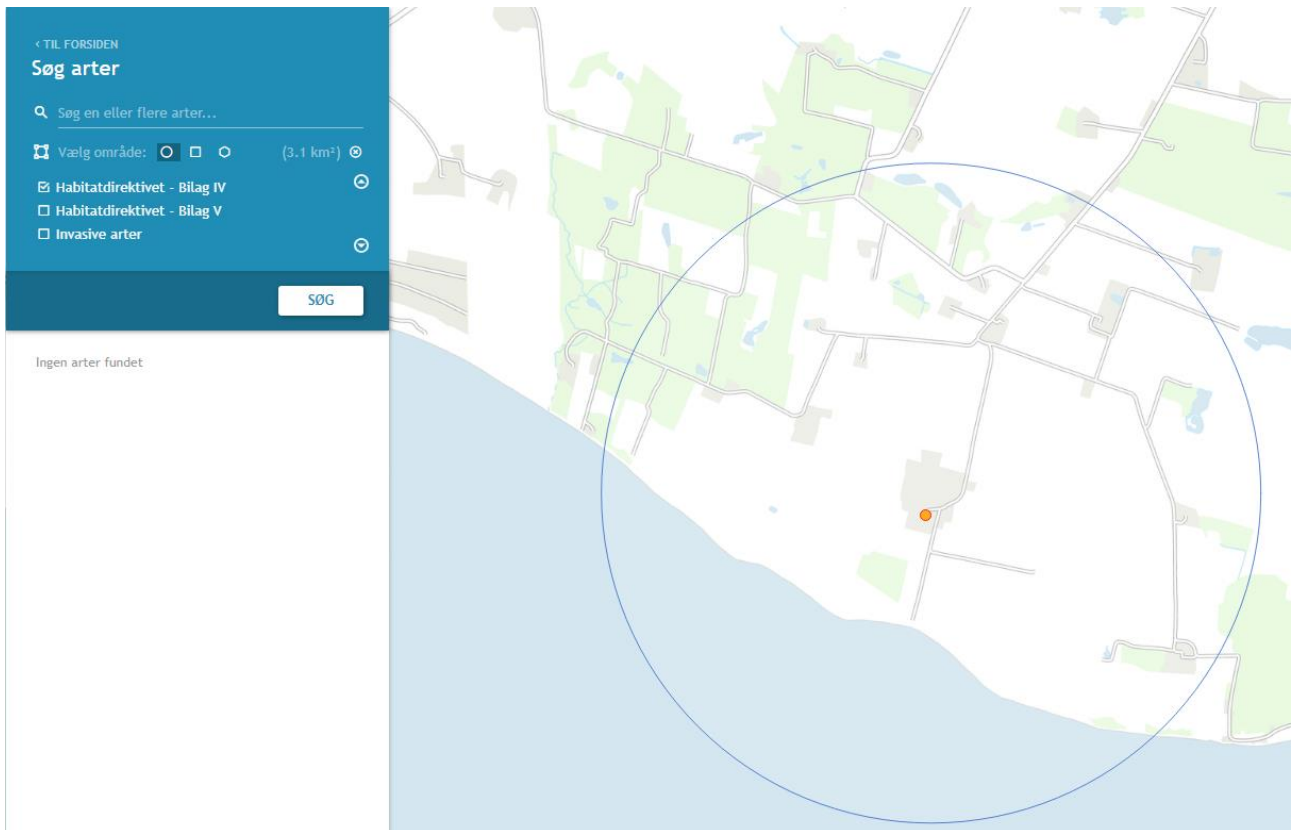 ‹ TIL FORSIDEN
Søg arter
Søg en eller flere arter...
Vælg område: (3.1 km²)
Habitatdirektivet - Bilag IV
Habitatdirektivet - Bilag V
Invasive arter
SØG
Ingen arter fundet